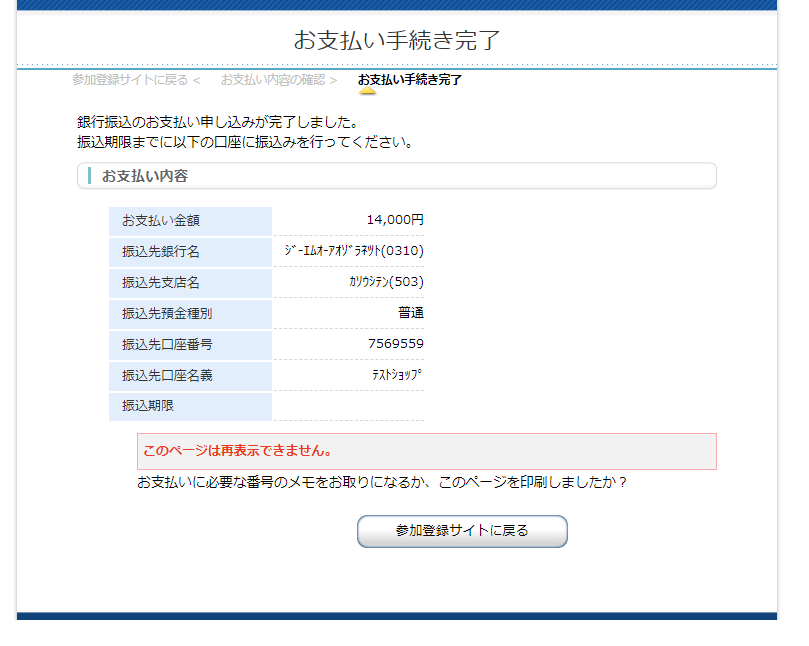 お支払い手続き完了
参加登録サイトに戻る < お支払い内容の確認 > お支払い手続き完了
銀行振込のお支払い申し込みが完了しました。
振込期限までに以下の口座に振込みを行ってください。
お支払い内容
お支払い金額 14,000円
振込先銀行名 ｼﾞｰｴﾑｵｰｱｵｿﾞﾗﾈﾂﾄ(0310)
振込先支店名 ｶﾘｳｼﾃﾝ(503)
振込先預金種別 普通
振込先口座番号 7569559
振込先口座名義 ﾃｽﾄｼｮｯﾌﾟ
振込期限
このページは再表示できません。
お支払いに必要な番号のメモをお取りになるか、このページを印刷しましたか？
参加登録サイトに戻る